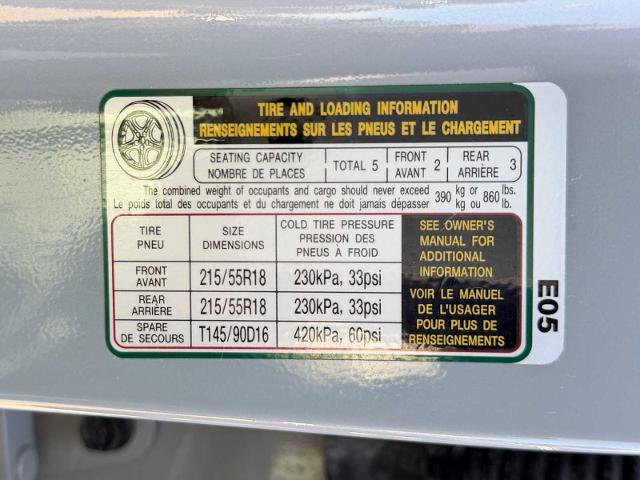 TIRE AND LOADING INFORMATION
RENSEIGNEMENTS SUR LES PNEUS ET LE CHARGEMENT
SEATING CAPACITY
NOMBRE DE PLACES
TOTAL 5
FRONT
AVANT 2
REAR
ARRIÈRE 3
The combined weight of occupants and cargo should never exceed 390 kg or 860 lbs.
Le poids total des occupants et du chargement ne doit jamais dépasser kg ou lb.
TIRE
PNEU
SIZE
DIMENSIONS
COLD TIRE PRESSURE
PRESSION DES
PNEUS À FROID
FRONT
AVANT
215/55R18
230kPa, 33psi
REAR
ARRIÈRE
215/55R18
230kPa, 33psi
SPARE
DE SECOURS
T145/90D16
420kPa, 60psi
SEE OWNER'S
MANUAL FOR
ADDITIONAL
INFORMATION
VOIR LE MANUEL
DE L'USAGER
POUR PLUS DE
RENSEIGNEMENTS
E05